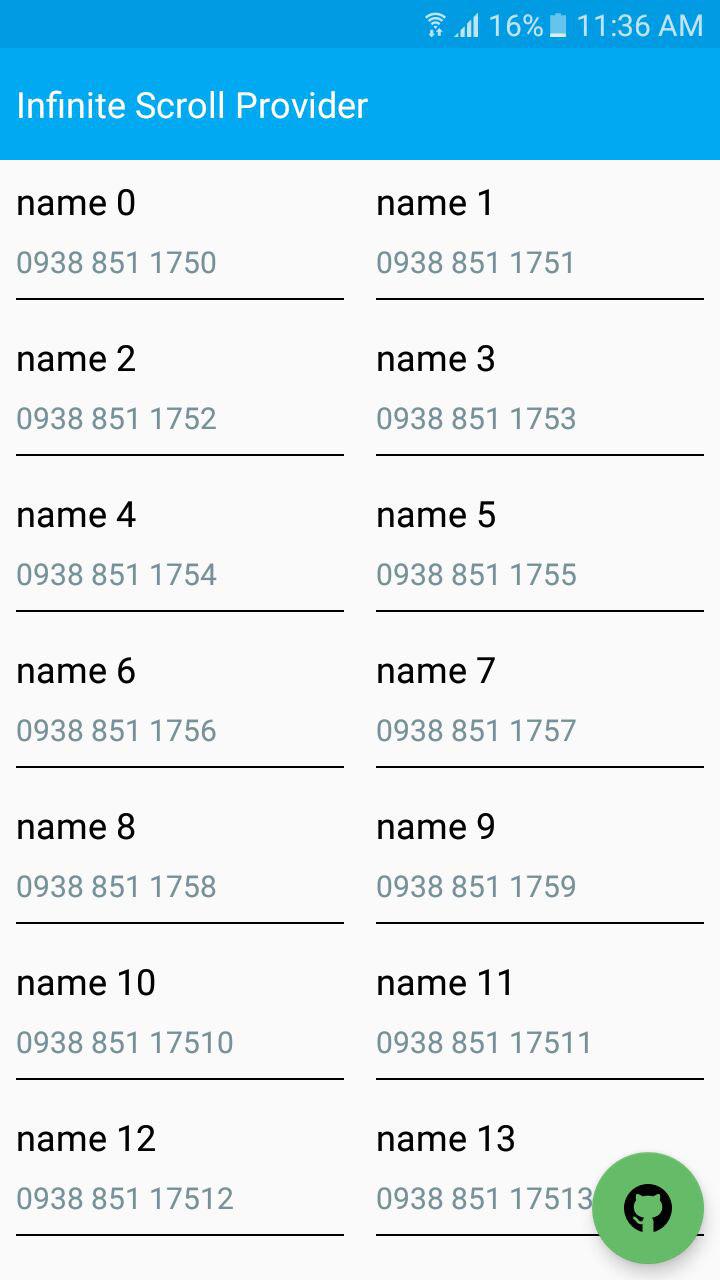 16% 11:36 AM
Infinite Scroll Provider
name 0 name 1
0938 851 1750 0938 851 1751
name 2 name 3
0938 851 1752 0938 851 1753
name 4 name 5
0938 851 1754 0938 851 1755
name 6 name 7
0938 851 1756 0938 851 1757
name 8 name 9
0938 851 1758 0938 851 1759
name 10 name 11
0938 851 17510 0938 851 17511
name 12 name 13
0938 851 17512 0938 851 17513